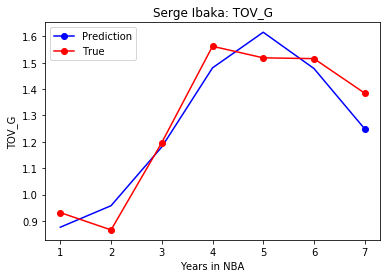 Serge Ibaka: TOV_G
Prediction
True
TOV_G
1.6
1.5
1.4
1.3
1.2
1.1
1.0
0.9
1 2 3 4 5 6 7
Years in NBA